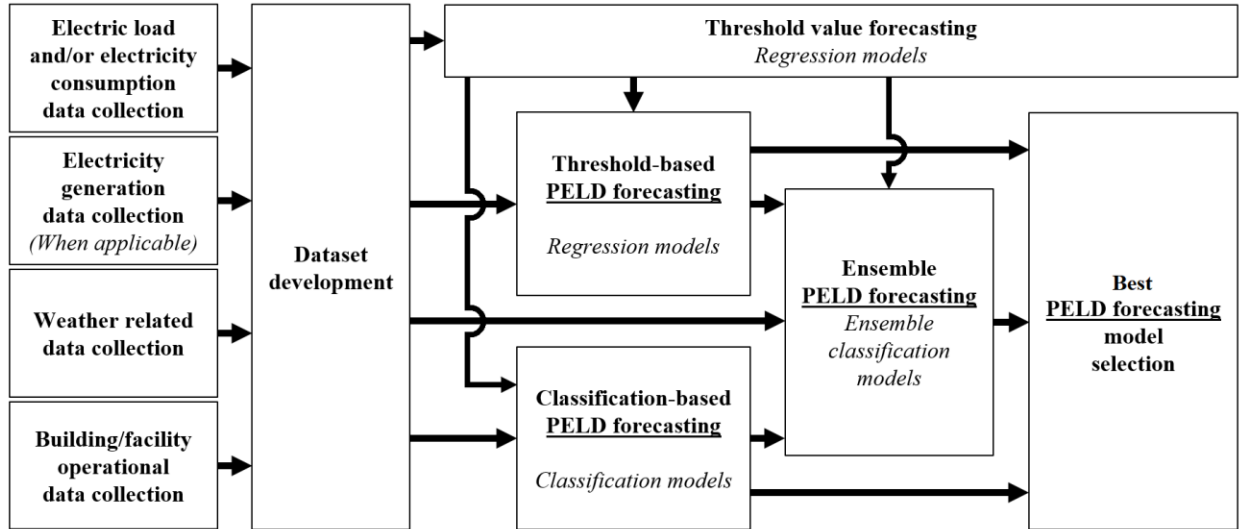 Electric load
and/or electricity
consumption
data collection
Electricity
generation
data collection
(When applicable)
Weather related
data collection
Building/facility
operational
data collection
Dataset
development
Threshold value forecasting
Regression models
Threshold-based
PELD forecasting
Regression models
Classification-based
PELD forecasting
Classification models
Ensemble
PELD forecasting
Ensemble
classification
models
Best
PELD forecasting
model
selection